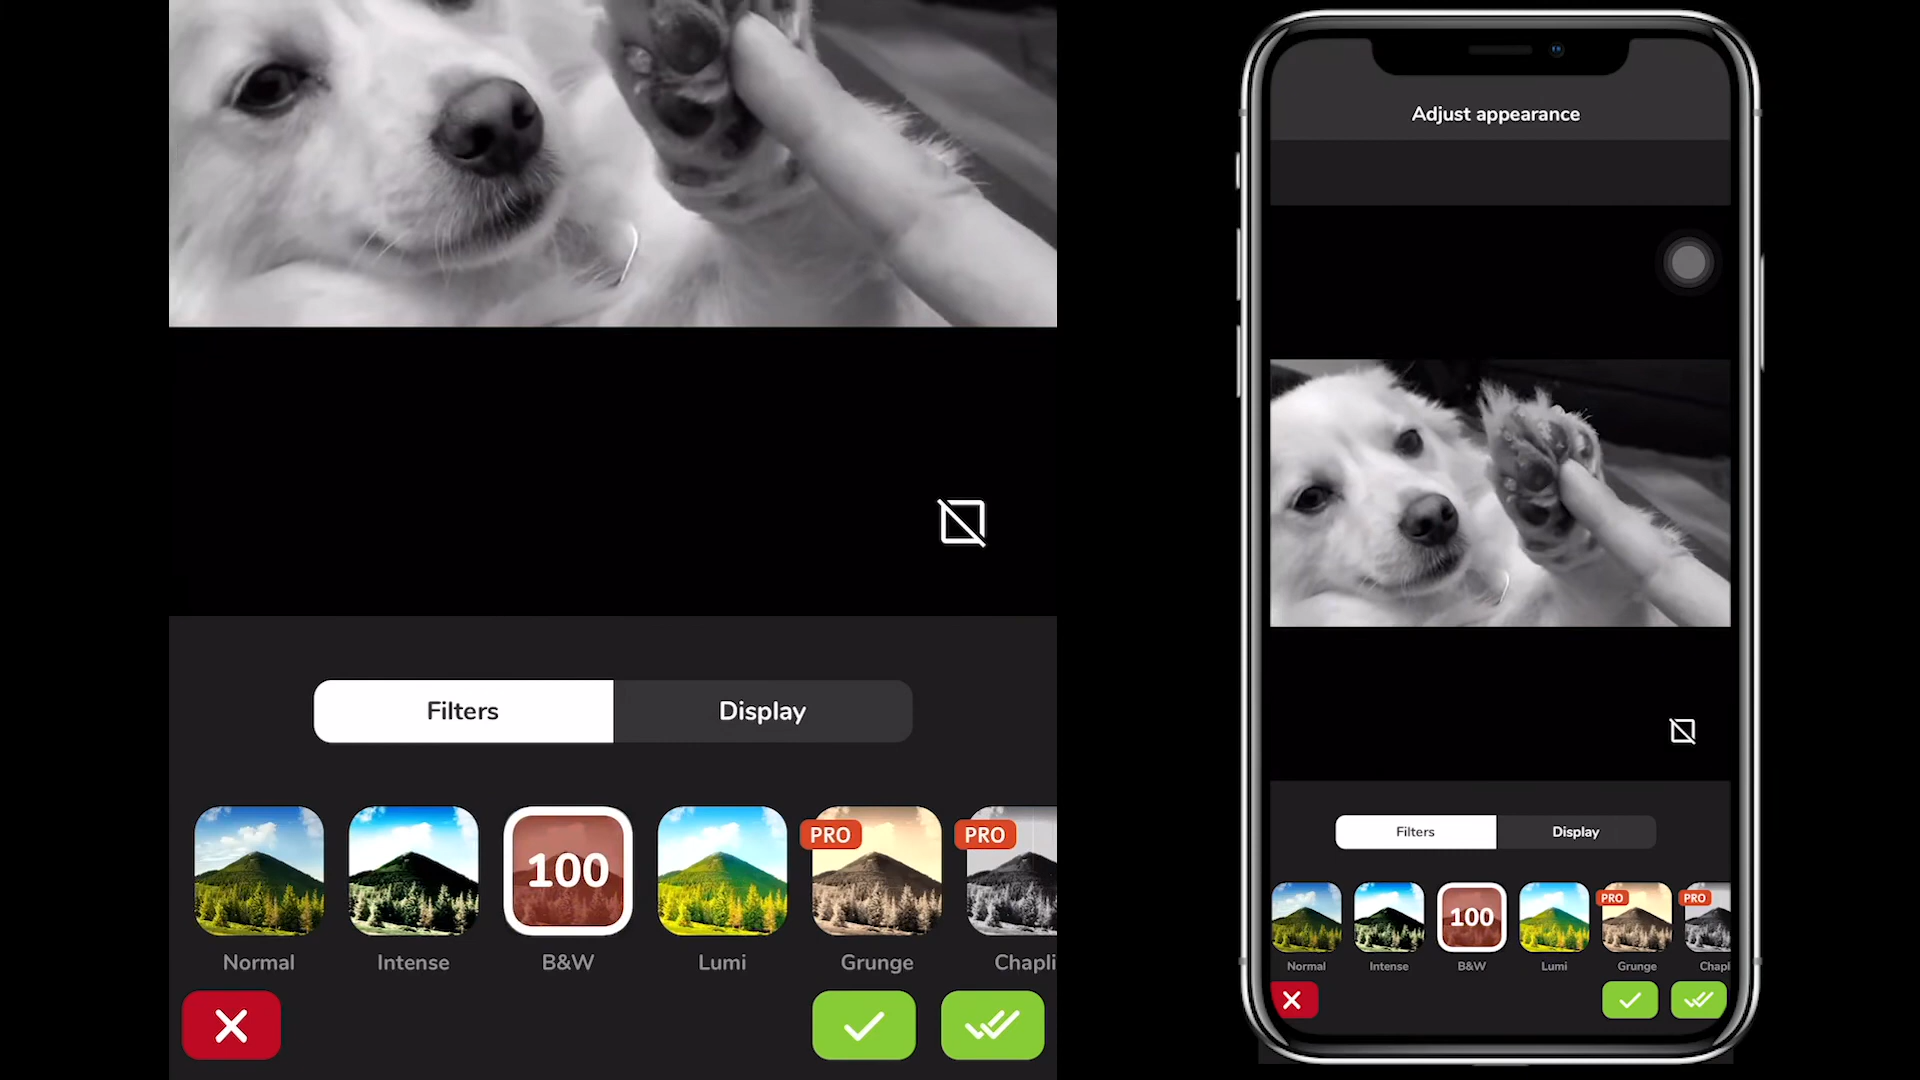 Filters
Display
100
PRO
PRO
Normal
Intense
B&W
Lumi
Grunge
Chapli
Adjust appearance
Filters
Display
100
PRO
PRO
Normal
Intense
B&W
Lumi
Grunge
Chapl